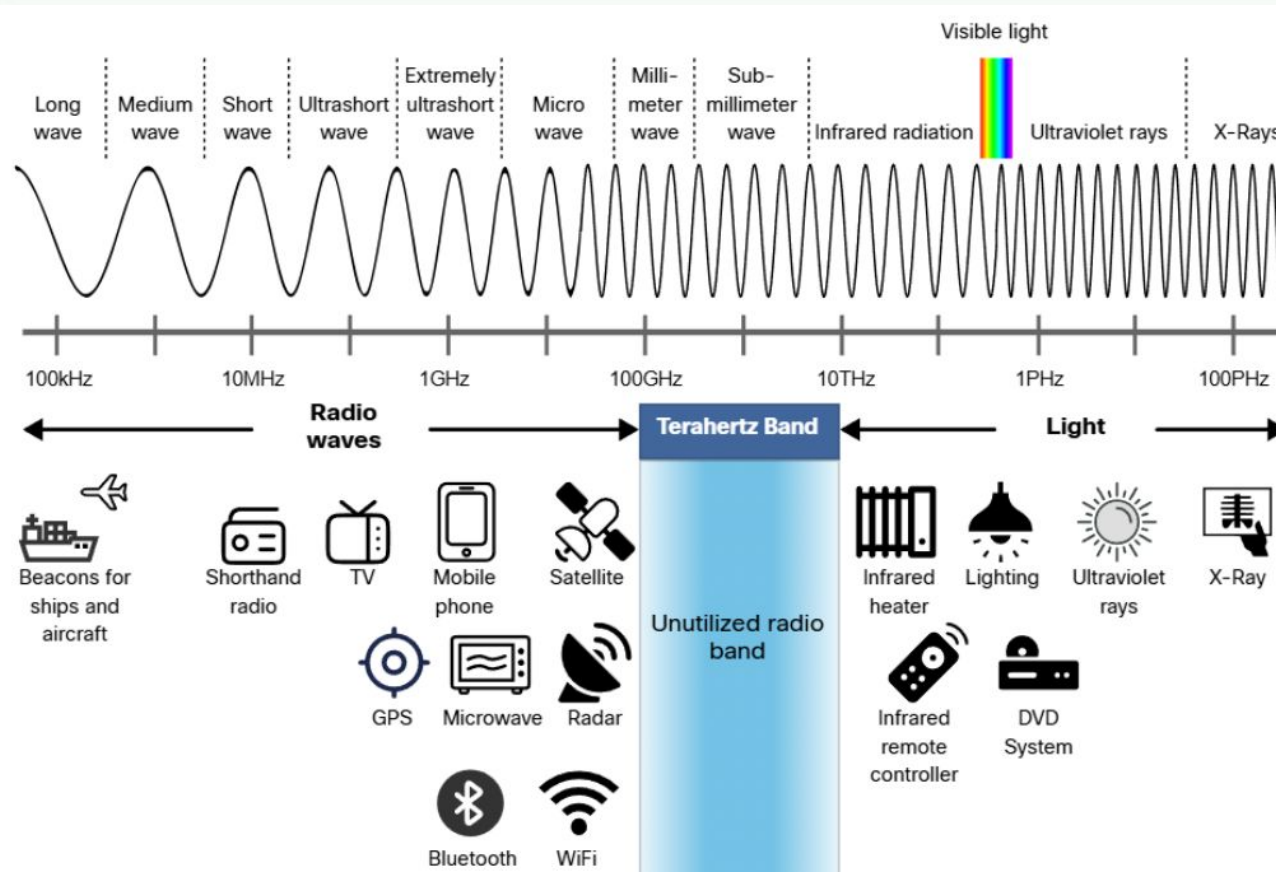 Visible light
Long
wave
Medium
wave
Short
wave
Ultrashort
wave
Extremely
ultrashort
wave
Micro
wave
Milli-
meter
wave
Sub-
millimeter
wave
Infrared radiation
Ultraviolet rays
X-Rays
100kHz
10MHz
1GHz
100GHz
10THz
1PHz
100PHz
Radio
waves
Terahertz Band
Light
Beacons for
ships and
aircraft
Shorthand
radio
TV
Mobile
phone
Satellite
Infrared
heater
Lighting
Ultraviolet
rays
X-Ray
Unutilized radio
band
GPS
Microwave
Radar
Infrared
remote
controller
DVD
System
Bluetooth
WiFi